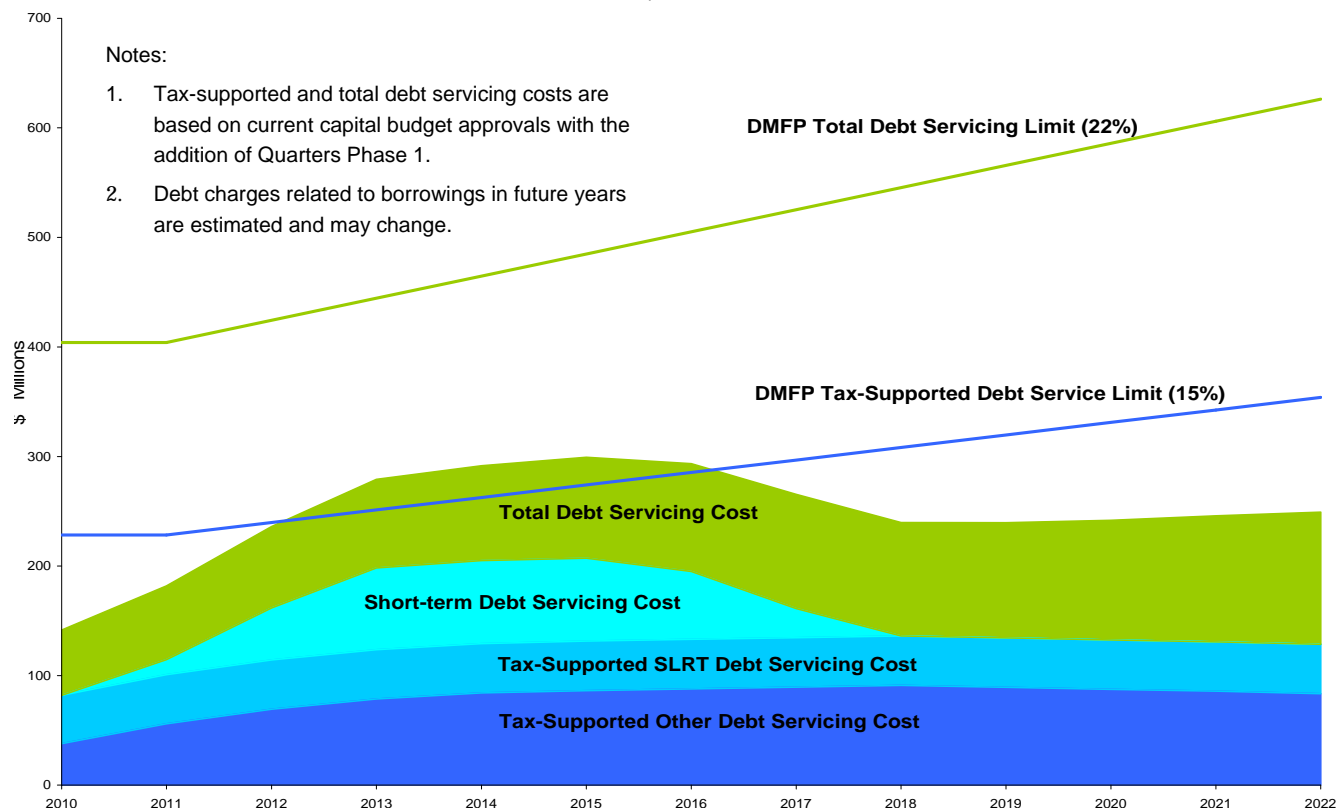 700
Notes:
1. Tax-supported and total debt servicing costs are
based on current capital budget approvals with the
addition of Quarters Phase 1.
2. Debt charges related to borrowings in future years
are estimated and may change.
600
500
400
300
200
100
0
$ Millions
DMFP Total Debt Servicing Limit (22%)
DMFP Tax-Supported Debt Service Limit (15%)
Total Debt Servicing Cost
Short-term Debt Servicing Cost
Tax-Supported SLRT Debt Servicing Cost
Tax-Supported Other Debt Servicing Cost
2010 2011 2012 2013 2014 2015 2016 2017 2018 2019 2020 2021 2022